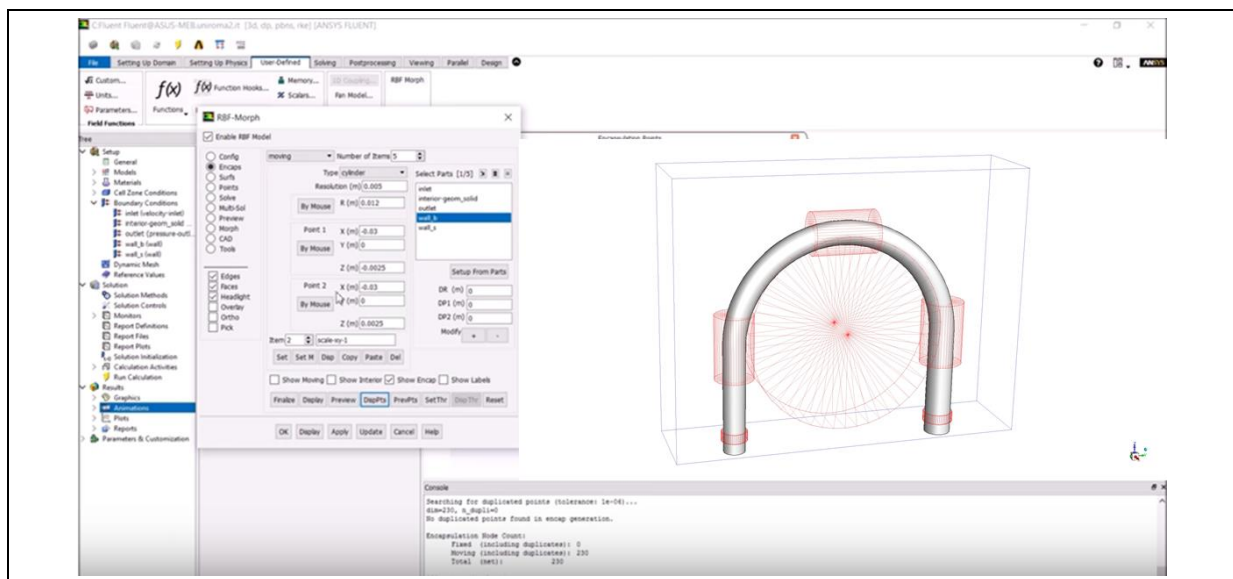 C:Fluent Fluent@ASUS-MEB.uniroma2.it [3d, dp, pbns, rke] [ANSYS FLUENT]
File Setting Up Domain Setting Up Physics User-Defined Solving Postprocessing Viewing Parallel Design
Custom...
Units...
Parameters...
Field Functions
f(x)
Functions
f(x) Function Hooks...
Memory...
Scalars...
Fan Model...
RBF Morph
ANSYS
Tree
Setup
General
Models
Materials
Cell Zone Conditions
Boundary Conditions
inlet (velocity-inlet)
interior-geom_solid ...
outlet (pressure-outl...
wall_b (wall)
wall_s (wall)
Dynamic Mesh
Reference Values
Solution
Solution Methods
Solution Controls
Monitors
Report Definitions
Report Files
Report Plots
Solution Initialization
Calculation Activities
Run Calculation
Results
Graphics
Animations
Plots
Reports
Parameters & Customization
RBF-Morph
Enable RBF Model
Config
Encaps
Surfs
Points
Solve
Multi-Sol
Preview
Morph
CAD
Tools
Edges
Faces
Headlight
Overlay
Ortho
Pick
moving Number of Items 5
Type cylinder
Resolution (m) 0.005
By Mouse R (m) 0.012
Point 1 X (m) -0.03
By Mouse Y (m) 0
Z (m) -0.0025
Point 2 X (m) -0.03
By Mouse (m) 0
Z (m) 0.0025
Item 2 scale-xy-1
Set Set M Disp Copy Paste Del
Select Parts [1/5]
inlet
interior-geom_solid
outlet
wall_b
wall_s
Setup From Parts
DR (m) 0
DP1 (m) 0
DP2 (m) 0
Modify + -
Show Moving Show Interior Show Encap Show Labels
Finalize Display Preview DispPts PrevPts SetThr DispThr Reset
OK Display Apply Update Cancel Help
Console
Searching for duplicated points (tolerance: 1e-06)...
dim=230, n_dupli=0
No duplicated points found in encap generation.
Encapsulation Node Count:
Fixed (including duplicates): 0
Moving (including duplicates): 230
Total (net): 230